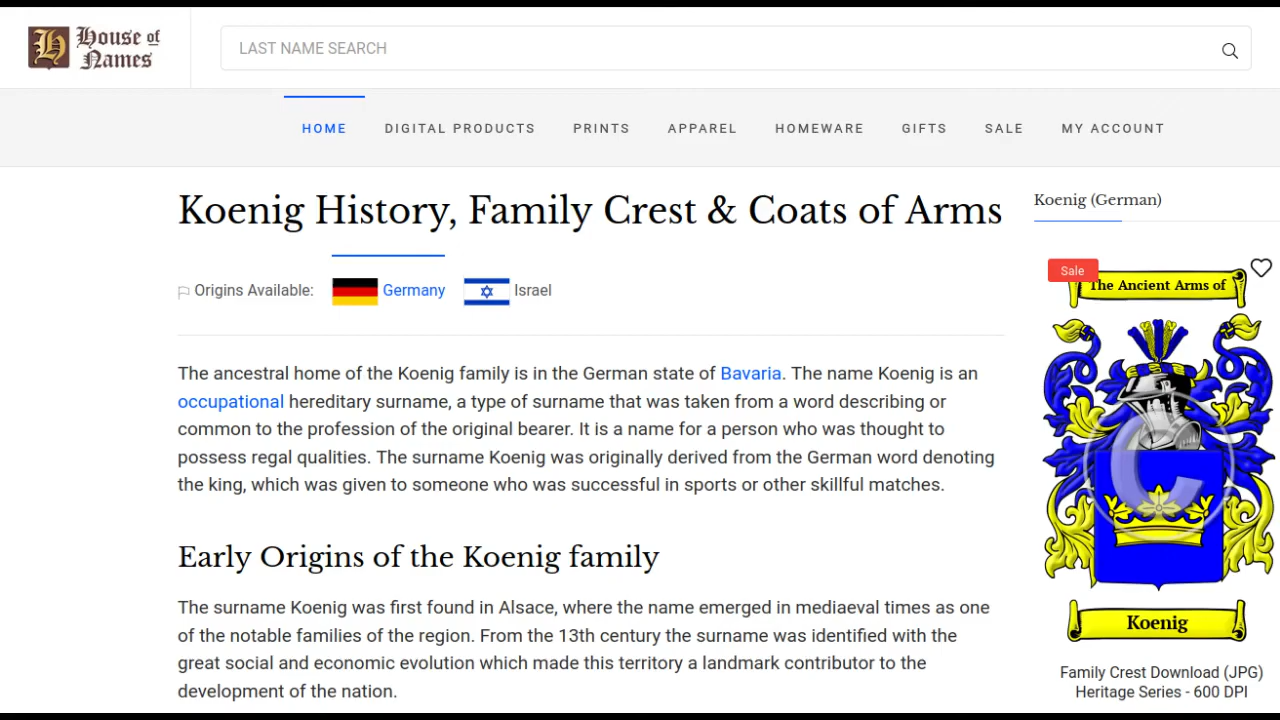 House of
Names
LAST NAME SEARCH
HOME DIGITAL PRODUCTS PRINTS APPAREL HOMEWARE GIFTS SALE MY ACCOUNT
Koenig History, Family Crest & Coats of Arms
Origins Available: Germany Israel
The ancestral home of the Koenig family is in the German state of Bavaria. The name Koenig is an
occupational hereditary surname, a type of surname that was taken from a word describing or
common to the profession of the original bearer. It is a name for a person who was thought to
possess regal qualities. The surname Koenig was originally derived from the German word denoting
the king, which was given to someone who was successful in sports or other skillful matches.
Early Origins of the Koenig family
The surname Koenig was first found in Alsace, where the name emerged in mediaeval times as one
of the notable families of the region. From the 13th century the surname was identified with the
great social and economic evolution which made this territory a landmark contributor to the
development of the nation.
Koenig (German)
Sale
The Ancient Arms of
C
Koenig
Family Crest Download (JPG)
Heritage Series - 600 DPI